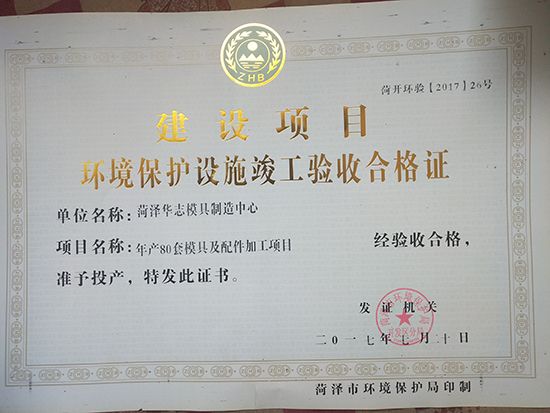 ZHB
菏开环验【2017】26号
建设项目
环境保护设施竣工验收合格证
单位名称：菏泽华志模具制造中心
项目名称：年产80套模具及配件加工项目 经验收合格，
准予投产，特发此证书。
发证机关
开发区分局
二〇一七年七月二十日
菏泽市环境保护局印制